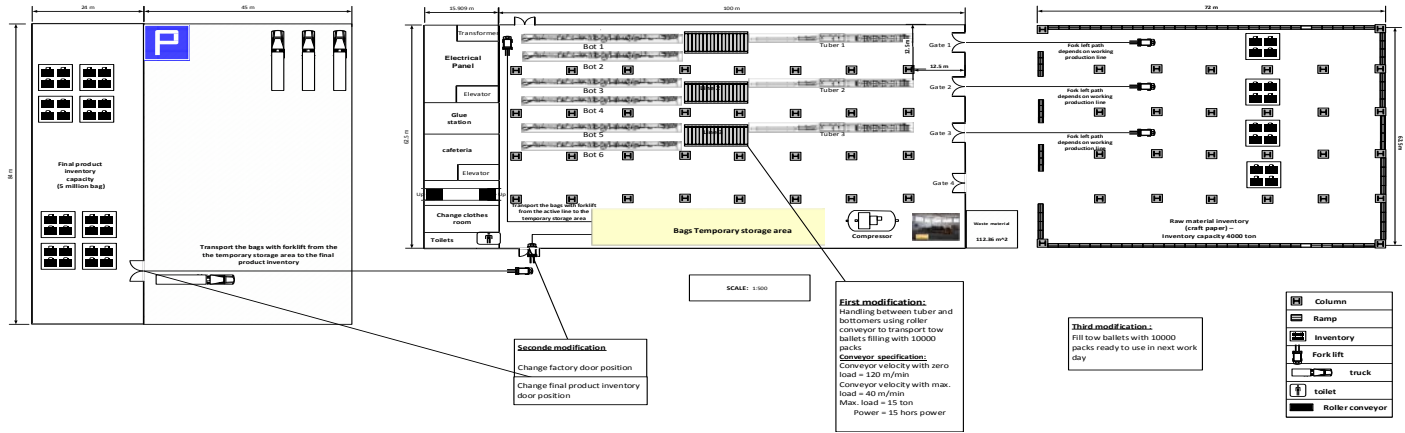 24 m
45 m
84 m
P
Final product
inventory
capacity
(5 million bag)
Transport the bags with forklift from the
the temporary storage area to the final
product inventory
15.909 m
100 m
62.5 m
Transformer
Electrical
Panel
Elevator
Glue
station
cafeteria
Elevator
Up
Up
Change clothes
room
Toilets
Bot 1
Bot 2
Bot 3
Bot 4
Bot 5
Bot 6
Tuber 1
Tuber 2
Tuber 3
12.5 m
12.5 m
Gate 1
Gate 2
Gate 3
Gate 4
Transport the bags with forklift
from the active line to the
temporary storage area
Bags Temporary storage area
Compressor
Waste material
112.36 m^2
SCALE: 1:500
72 m
62.5m
Fork left path
depends on working
production line
Fork left path
depends on working
production line
Fork left path
depends on working
production line
Raw material inventory
(craft paper) –
Inventory capacity 4000 ton
Seconde modification
Change factory door position
Change final product inventory
door position
First modification:
Handling between tuber and
bottomers using roller
conveyor to transport tow
ballets filling with 10000
packs
Conveyor specification:
Conveyor velocity with zero
load = 120 m/min
Conveyor velocity with max.
load = 40 m/min
Max. load = 15 ton
Power = 15 hors power
Third modification :
Fill tow ballets with 10000
packs ready to use in next work
day
Column
Ramp
Inventory
Fork lift
truck
toilet
Roller conveyor